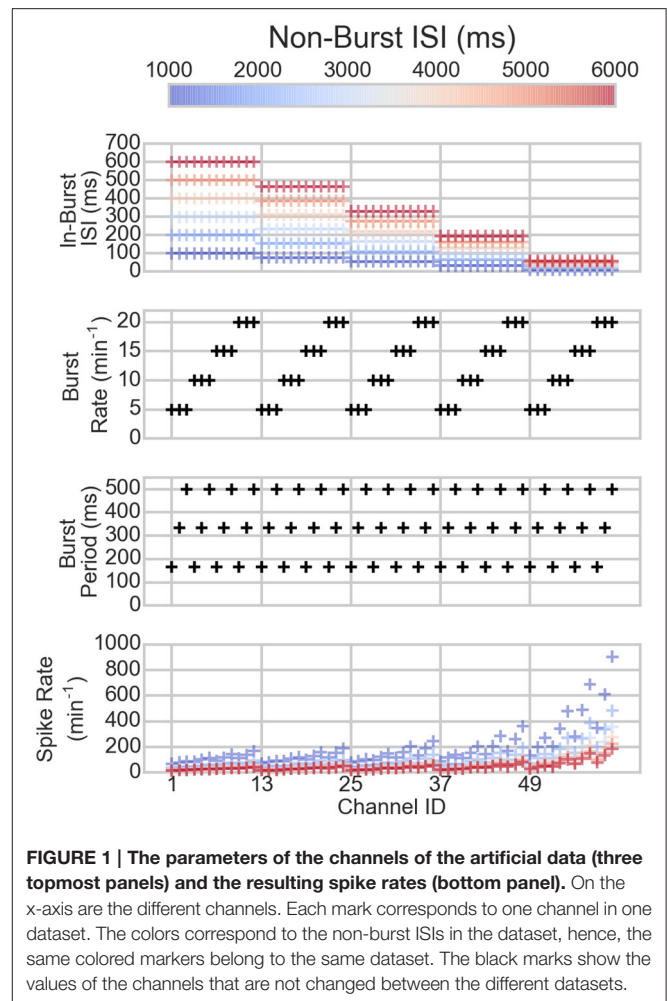 Non-Burst ISI (ms)
1000 2000 3000 4000 5000 6000
In-Burst
ISI (ms)
700
600
500
400
300
200
100
0
Burst
Rate (min⁻¹)
20
15
10
5
0
Burst
Period (ms)
500
400
300
200
100
0
Spike Rate
(min⁻¹)
1000
800
600
400
200
0
1 13 25 37 49
Channel ID
FIGURE 1 | The parameters of the channels of the artificial data (three
topmost panels) and the resulting spike rates (bottom panel). On the
x-axis are the different channels. Each mark corresponds to one channel in one
dataset. The colors correspond to the non-burst ISIs in the dataset, hence, the
same colored markers belong to the same dataset. The black marks show the
values of the channels that are not changed between the different datasets.